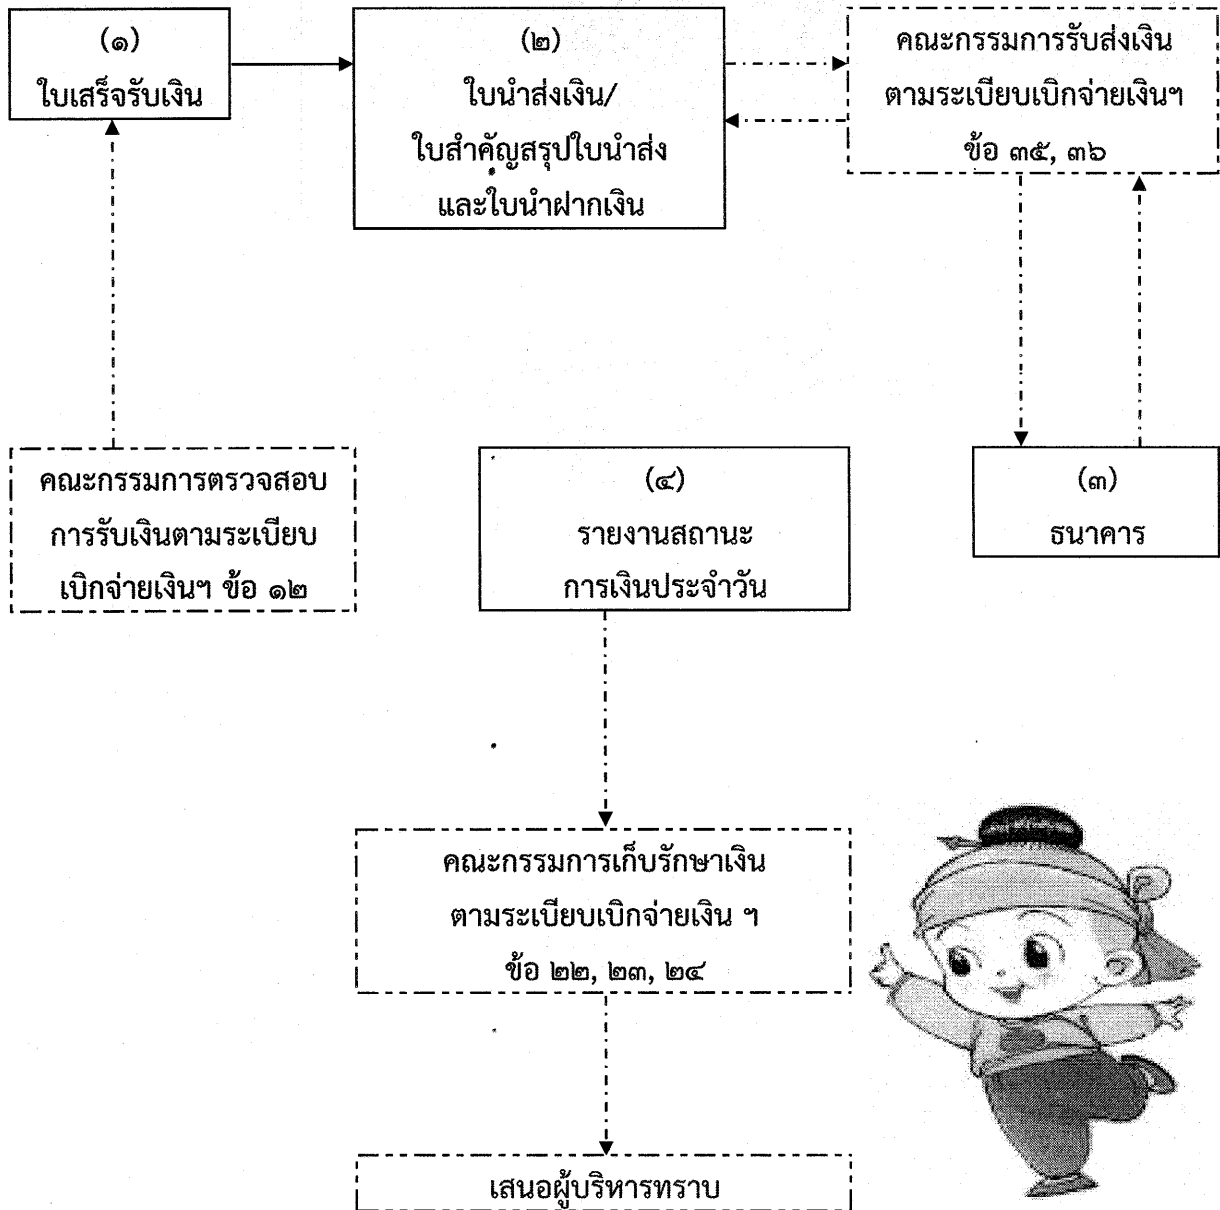 (๑)
ใบเสร็จรับเงิน
(๒)
ใบนำส่งเงิน/
ใบสำคัญสรุปใบนำส่ง
และใบนำฝากเงิน
คณะกรรมการรับส่งเงิน
ตามระเบียบเบิกจ่ายเงินฯ
ข้อ ๓๕, ๓๖
คณะกรรมการตรวจสอบ
การรับเงินตามระเบียบ
เบิกจ่ายเงินฯ ข้อ ๑๒
(๔)
รายงานสถานะ
การเงินประจำวัน
(๓)
ธนาคาร
คณะกรรมการเก็บรักษาเงิน
ตามระเบียบเบิกจ่ายเงิน ฯ
ข้อ ๒๒, ๒๓, ๒๔
เสนอผู้บริหารทราบ